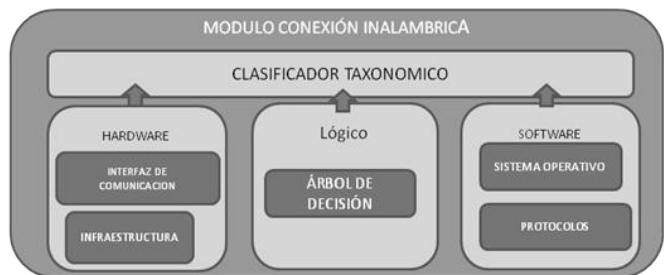 MODULO CONEXIÓN INALAMBRICA
CLASIFICADOR TAXONOMICO
HARDWARE
INTERFAZ DE
COMUNICACION
INFRAESTRUCTURA
Lógico
ÁRBOL DE
DECISIÓN
SOFTWARE
SISTEMA OPERATIVO
PROTOCOLOS